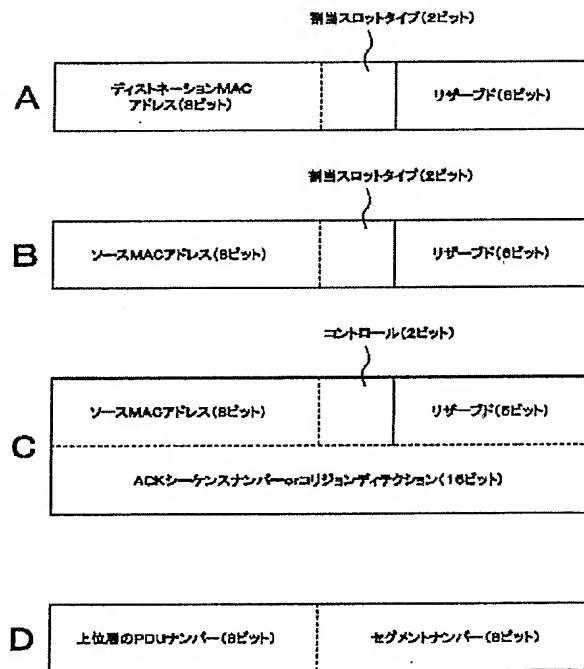 割当スロットタイプ(2ビット)
A
ディストネーションMAC
アドレス(8ビット)
リザーブド(6ビット)
割当スロットタイプ(2ビット)
B
ソースMACアドレス(8ビット)
リザーブド(6ビット)
コントロール(2ビット)
C
ソースMACアドレス(8ビット)
リザーブド(6ビット)
ACKシーケンスナンバーorコリジョンディテクション(16ビット)
D
上位層のPDUナンバー(8ビット)
セグメントナンバー(8ビット)